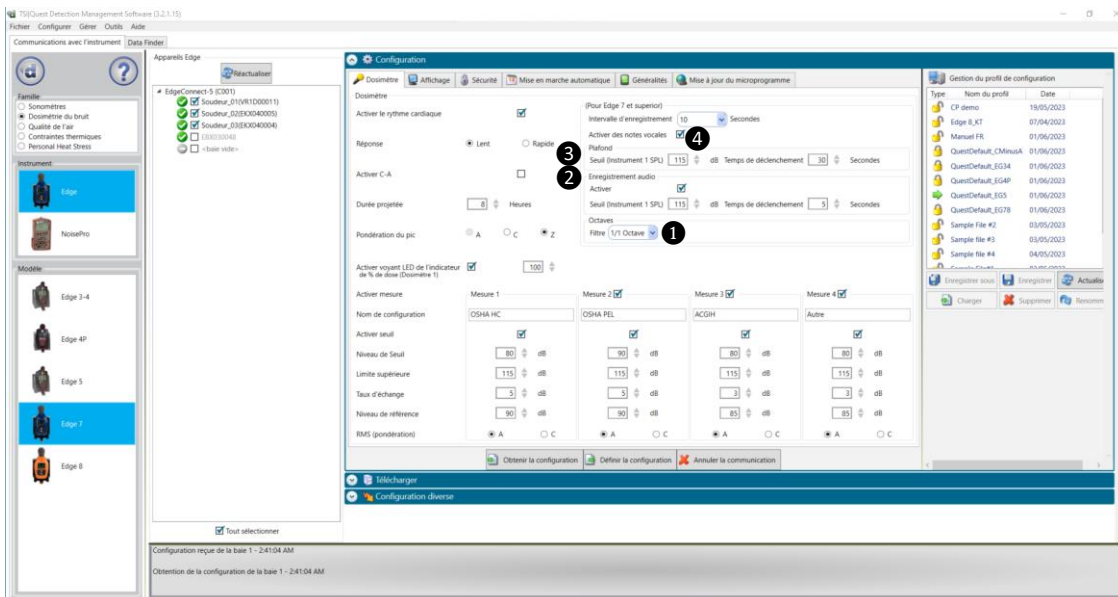 TSI|Quest Detection Management Software (3.2.1.15)
Fichier Configurer Gérer Outils Aide
Communications avec l'instrument Data Finder
Famille
Sonomètres
Dosimétrie du bruit
Qualité de l'air
Contraintes thermiques
Personal Heat Stress
Instrument
Edge
NoisePro
Modèle
Edge 3-4
Edge 4P
Edge 5
Edge 7
Edge 8
Appareils Edge
Réactualiser
EdgeConnect-5 (C001)
Soudeur_01(VR1D00011)
Soudeur_02(EKX040005)
Soudeur_03(EKX040004)
EBX030048
<baie vide>
Tout sélectionner
Configuration
Dosimètre Affichage Sécurité Mise en marche automatique Généralités Mise à jour du microprogramme
Dosimètre
Activer le rythme cardiaque
Réponse Lent Rapide
Activer C-A
Durée projetée 8 Heures
Pondération du pic A C Z
Activer voyant LED de l'indicateur 100
de % de dose (Dosimètre 1)
(Pour Edge 7 et superior)
Intervalle d'enregistrement 10 Secondes
Activer des notes vocales 4
3 Plafond
Seuil (Instrument 1 SPL) 115 dB Temps de déclenchement 30 Secondes
2 Enregistrement audio
Activer
Seuil (Instrument 1 SPL) 115 dB Temps de déclenchement 5 Secondes
Octaves
Filtre 1/1 Octave 1
Activer mesure Mesure 1 Mesure 2 Mesure 3 Mesure 4
Nom de configuration OSHA HC OSHA PEL ACGIH Autre
Activer seuil
Niveau de Seuil 80 dB 90 dB 80 dB 80 dB
Limite supérieure 115 dB 115 dB 115 dB 115 dB
Taux d'échange 5 dB 5 dB 3 dB 3 dB
Niveau de référence 90 dB 90 dB 85 dB 85 dB
RMS (pondération) A C A C A C A C
Obtenir la configuration Définir la configuration Annuler la communication
Télécharger
Configuration diverse
Gestion du profil de configuration
Type Nom du profil Date
CP demo 19/05/2023
Edge 8_KT 07/04/2023
Manuel FR 01/06/2023
QuestDefault_CMinusA 01/06/2023
QuestDefault_EG34 01/06/2023
QuestDefault_EG4P 01/06/2023
QuestDefault_EG5 01/06/2023
QuestDefault_EG78 01/06/2023
Sample File #2 03/05/2023
Sample file #3 03/05/2023
Sample file #4 04/05/2023
Enregistrer sous Enregistrer Actualis
Charger Supprimer Renomm
Configuration reçue de la baie 1 - 2:41:04 AM
Obtention de la configuration de la baie 1 - 2:41:04 AM